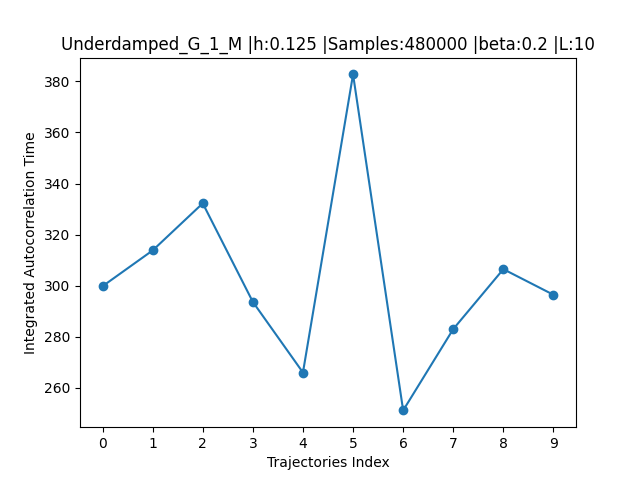 Underdamped_G_1_M |h:0.125 |Samples:480000 |beta:0.2 |L:10
Integrated Autocorrelation Time
380
360
340
320
300
280
260
0 1 2 3 4 5 6 7 8 9
Trajectories Index